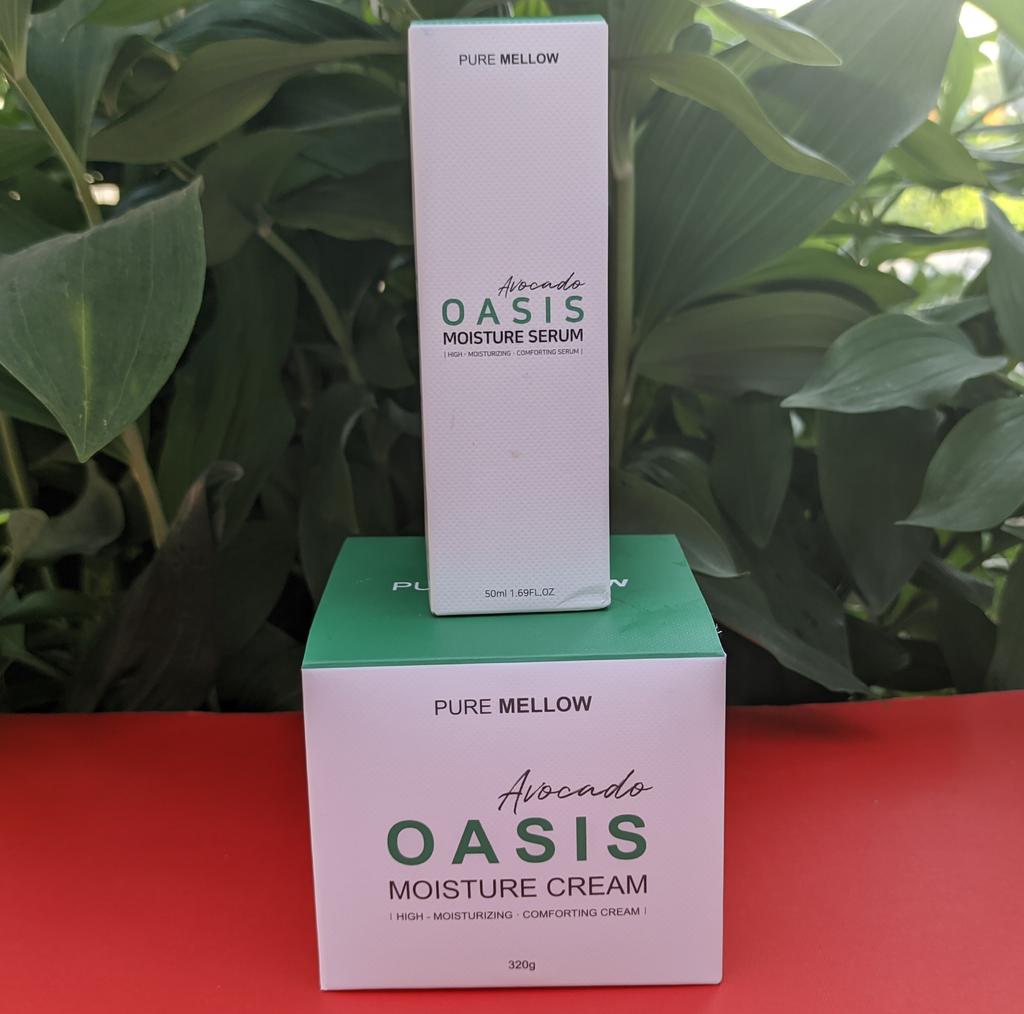 PURE MELLOW
Avocado
OASIS
MOISTURE SERUM
| HIGH - MOISTURIZING · COMFORTING SERUM |
50ml 1.69FL.OZ
PURE MELLOW
Avocado
OASIS
MOISTURE CREAM
| HIGH - MOISTURIZING · COMFORTING CREAM |
320g